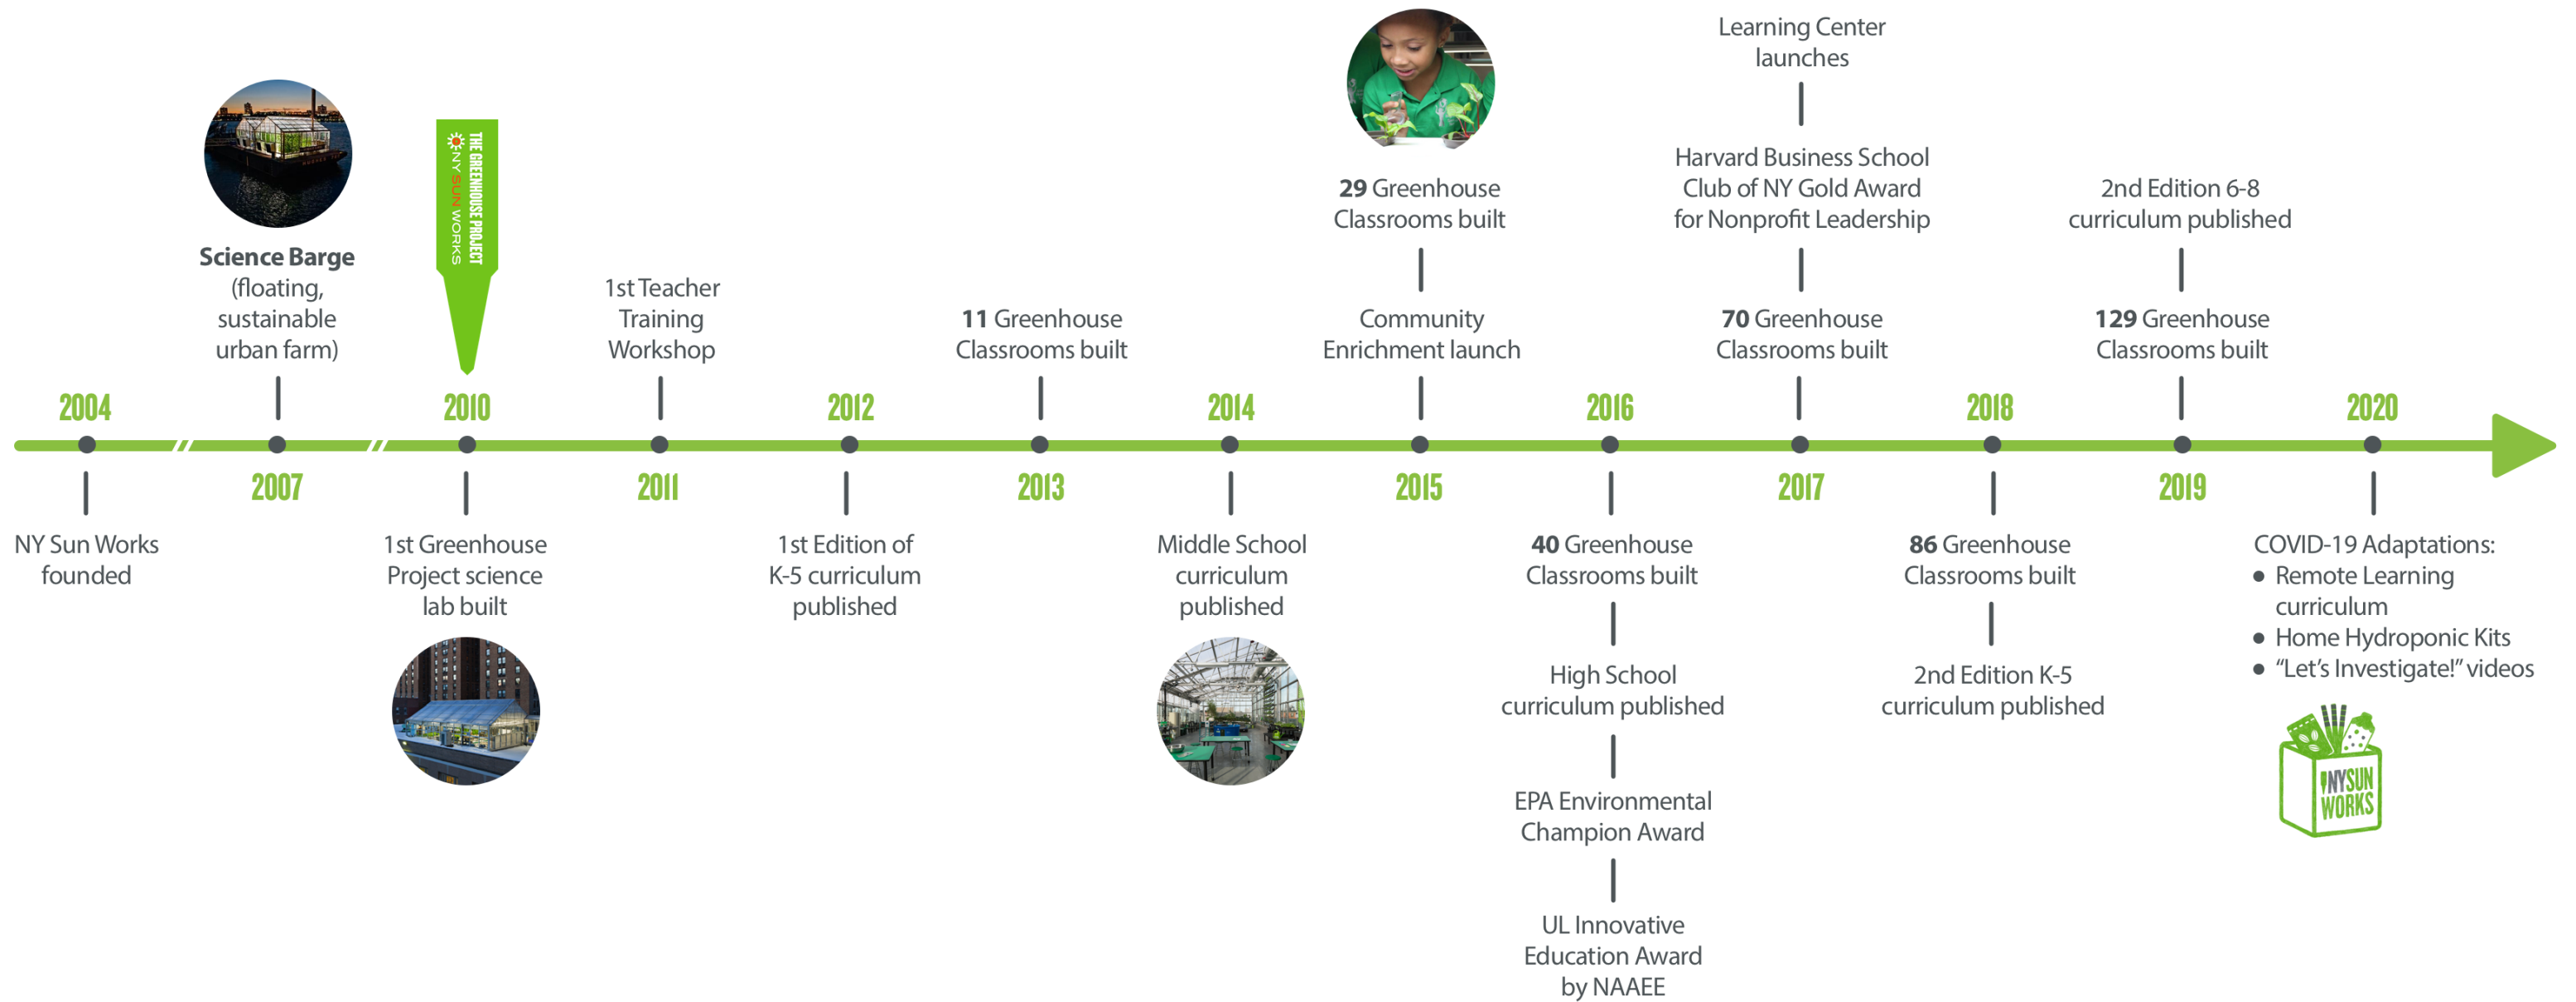 2004
NY Sun Works
founded
Science Barge
(floating,
sustainable
urban farm)
2007
THE GREENHOUSE PROJECT
NY SUN WORKS
2010
1st Greenhouse
Project science
lab built
1st Teacher
Training
Workshop
2011
2012
1st Edition of
K-5 curriculum
published
11 Greenhouse
Classrooms built
2013
2014
Middle School
curriculum
published
29 Greenhouse
Classrooms built
Community
Enrichment launch
2015
2016
40 Greenhouse
Classrooms built
High School
curriculum published
EPA Environmental
Champion Award
UL Innovative
Education Award
by NAAEE
Learning Center
launches
Harvard Business School
Club of NY Gold Award
for Nonprofit Leadership
70 Greenhouse
Classrooms built
2017
2018
86 Greenhouse
Classrooms built
2nd Edition K-5
curriculum published
2nd Edition 6-8
curriculum published
129 Greenhouse
Classrooms built
2019
2020
COVID-19 Adaptations:
• Remote Learning
curriculum
• Home Hydroponic Kits
• “Let’s Investigate!” videos
NYSUN
WORKS